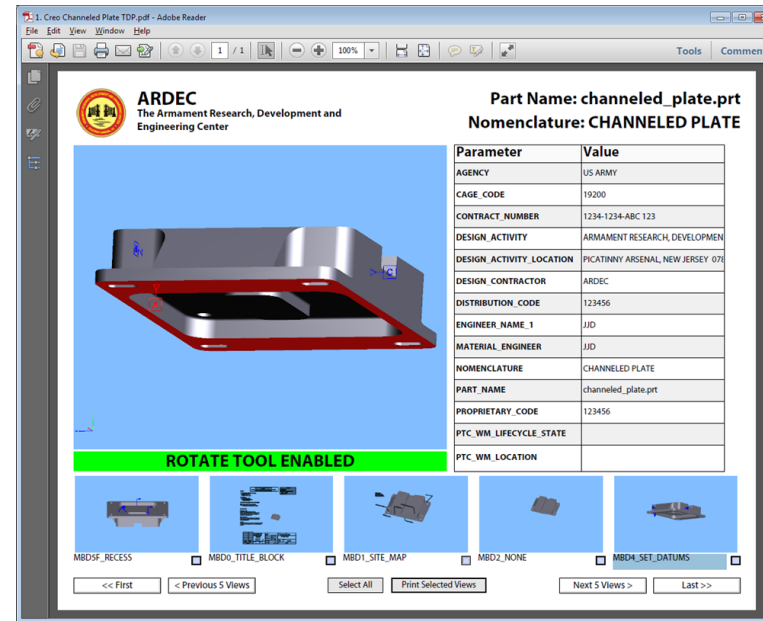 1. Creo Channeled Plate TDP.pdf - Adobe Reader
File Edit View Window Help
1 / 1 100% Tools Commen
ARDEC
The Armament Research, Development and
Engineering Center
Part Name: channeled_plate.prt
Nomenclature: CHANNELED PLATE
Parameter Value
AGENCY US ARMY
CAGE_CODE 19200
CONTRACT_NUMBER 1234-1234-ABC 123
DESIGN_ACTIVITY ARMAMENT RESEARCH, DEVELOPMEN
DESIGN_ACTIVITY_LOCATION PICATINNY ARSENAL, NEW JERSEY 078
DESIGN_CONTRACTOR ARDEC
DISTRIBUTION_CODE 123456
ENGINEER_NAME_1 JJD
MATERIAL_ENGINEER JJD
NOMENCLATURE CHANNELED PLATE
PART_NAME channeled_plate.prt
PROPRIETARY_CODE 123456
PTC_WM_LIFECYCLE_STATE
PTC_WM_LOCATION
C
ROTATE TOOL ENABLED
MBD5F_RECESS MBD0_TITLE_BLOCK MBD1_SITE_MAP MBD2_NONE MBD4_SET_DATUMS
<< First < Previous 5 Views Select All Print Selected Views Next 5 Views > Last >>